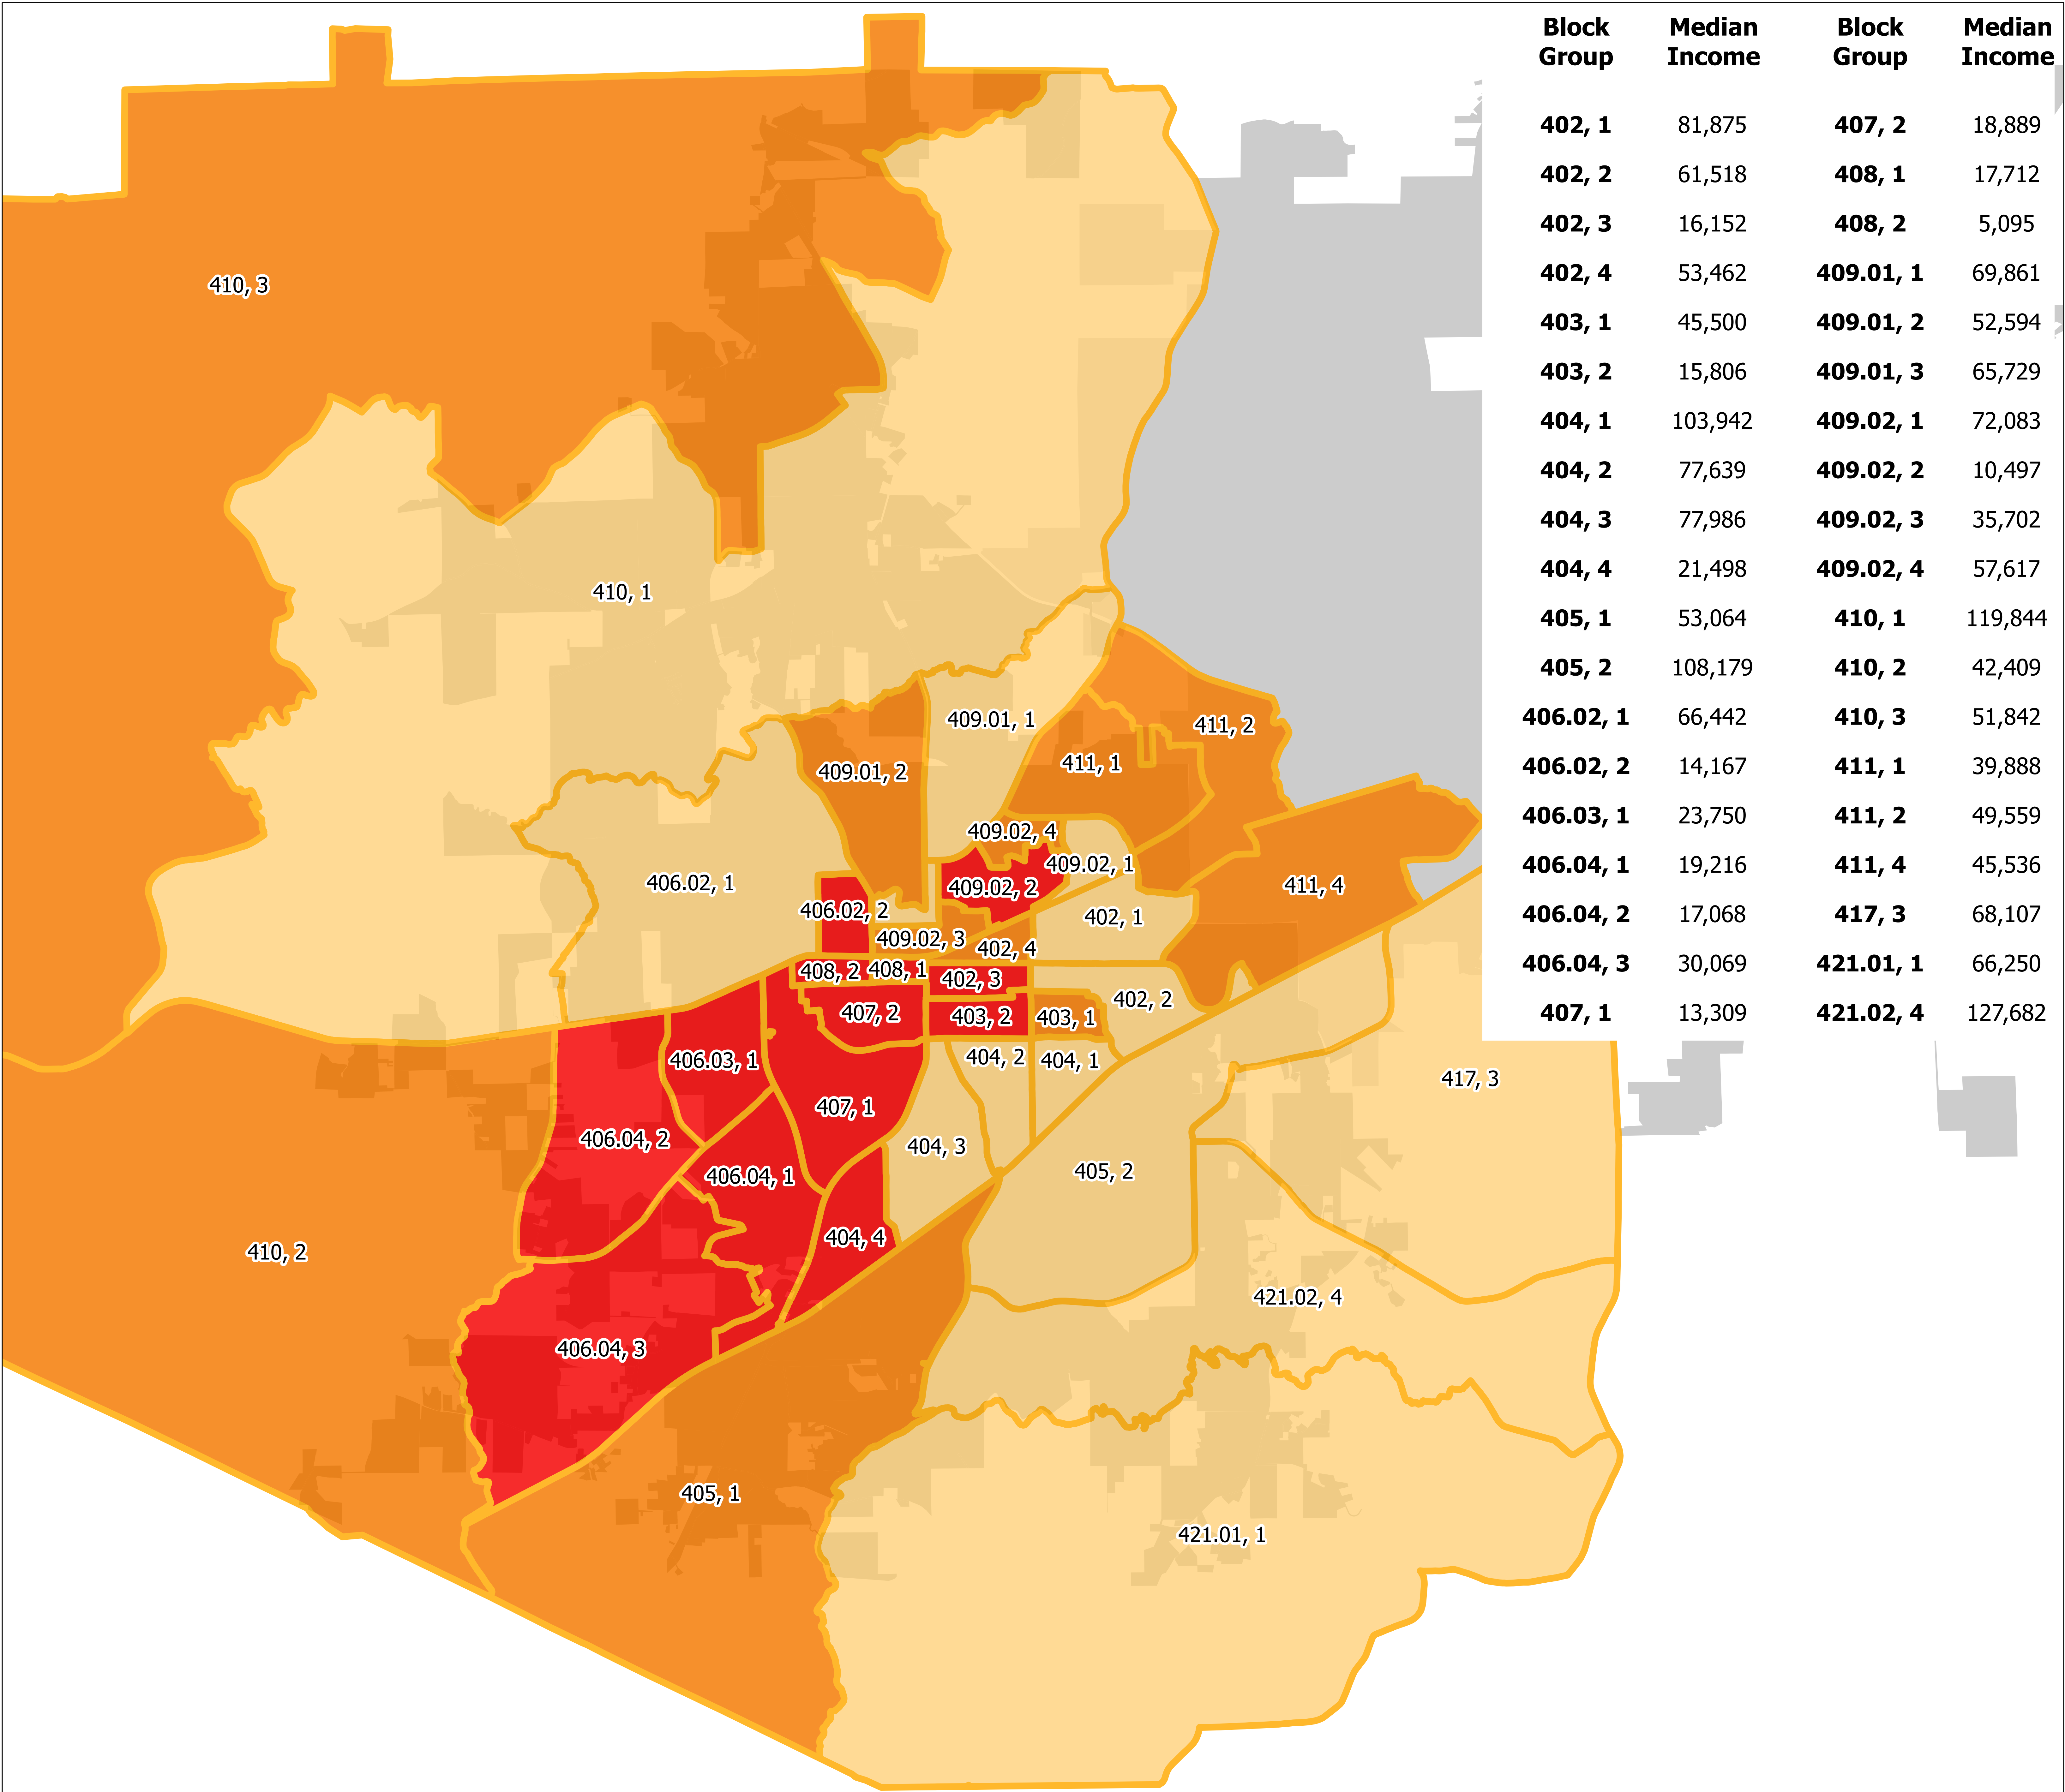 Block Median Block Median
Group Income Group Income
402, 1 81,875 407, 2 18,889
402, 2 61,518 408, 1 17,712
402, 3 16,152 408, 2 5,095
402, 4 53,462 409.01, 1 69,861
403, 1 45,500 409.01, 2 52,594
403, 2 15,806 409.01, 3 65,729
404, 1 103,942 409.02, 1 72,083
404, 2 77,639 409.02, 2 10,497
404, 3 77,986 409.02, 3 35,702
404, 4 21,498 409.02, 4 57,617
405, 1 53,064 410, 1 119,844
405, 2 108,179 410, 2 42,409
406.02, 1 66,442 410, 3 51,842
406.02, 2 14,167 411, 1 39,888
406.03, 1 23,750 411, 2 49,559
406.04, 1 19,216 411, 4 45,536
406.04, 2 17,068 417, 3 68,107
406.04, 3 30,069 421.01, 1 66,250
407, 1 13,309 421.02, 4 127,682
410, 3
410, 1
409.01, 1
411, 2
411, 1
409.01, 2
409.02, 4
409.02, 1
406.02, 1
409.02, 2
411, 4
406.02, 2
402, 1
409.02, 3
402, 4
408, 2
408, 1
402, 3
402, 2
407, 2
403, 2
403, 1
406.03, 1
404, 2
404, 1
417, 3
407, 1
406.04, 2
404, 3
405, 2
406.04, 1
404, 4
410, 2
421.02, 4
406.04, 3
405, 1
421.01, 1